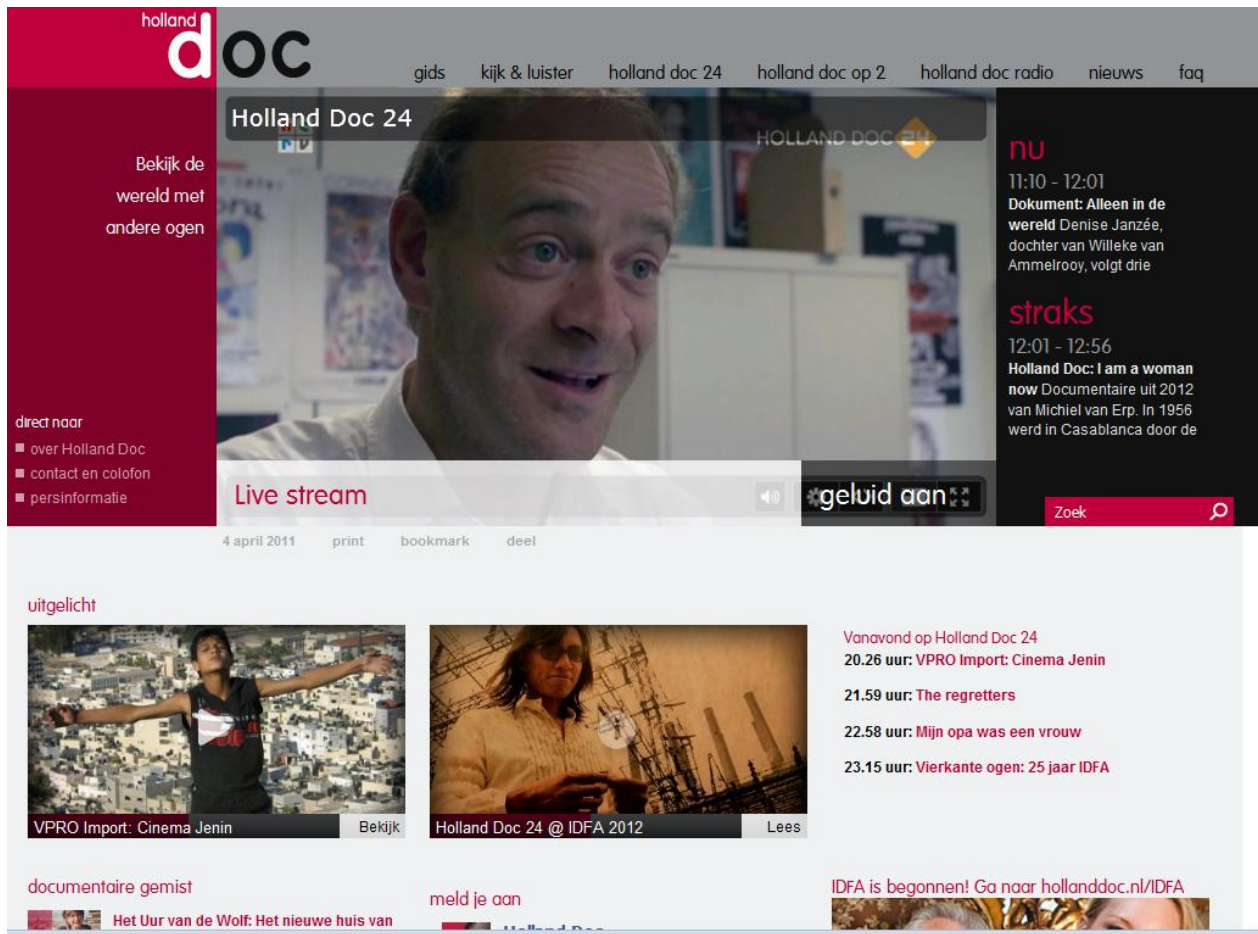 holland
doc
gids kijk & luister holland doc 24 holland doc op 2 holland doc radio nieuws faq
Bekijk de
wereld met
andere ogen
direct naar
over Holland Doc
contact en colofon
persinformatie
Holland Doc 24
HOLLAND DOC 24
Live stream
geluid aan
nu
11:10 - 12:01
Dokument: Alleen in de
wereld Denise Janzée,
dochter van Willeke van
Ammelrooy, volgt drie
straks
12:01 - 12:56
Holland Doc: I am a woman
now Documentaire uit 2012
van Michiel van Erp. In 1956
werd in Casablanca door de
Zoek
4 april 2011 print bookmark deel
uitgelicht
VPRO Import: Cinema Jenin Bekijk
Holland Doc 24 @ IDFA 2012 Lees
Vanavond op Holland Doc 24
20.26 uur: VPRO Import: Cinema Jenin
21.59 uur: The regretters
22.58 uur: Mijn opa was een vrouw
23.15 uur: Vierkante ogen: 25 jaar IDFA
documentaire gemist
Het Uur van de Wolf: Het nieuwe huis van
meld je aan
Holland Doc
IDFA is begonnen! Ga naar hollanddoc.nl/IDFA